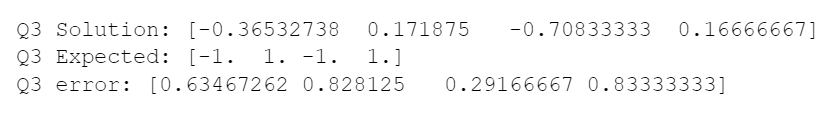 Q3 Solution: [-0.36532738  0.171875   -0.70833333  0.16666667]
Q3 Expected: [-1.  1. -1.  1.]
Q3 error: [0.63467262 0.828125   0.29166667 0.83333333]